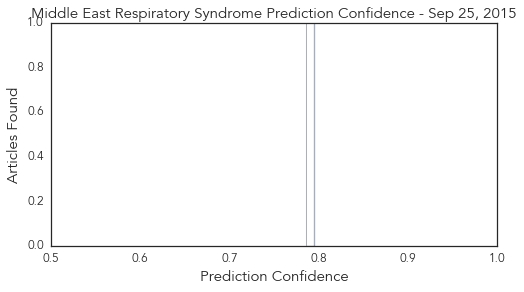 Middle East Respiratory Syndrome Prediction Confidence - Sep 25, 2015
1.0
0.8
0.6
0.4
0.2
0.0
Articles Found
0.5 0.6 0.7 0.8 0.9 1.0
Prediction Confidence